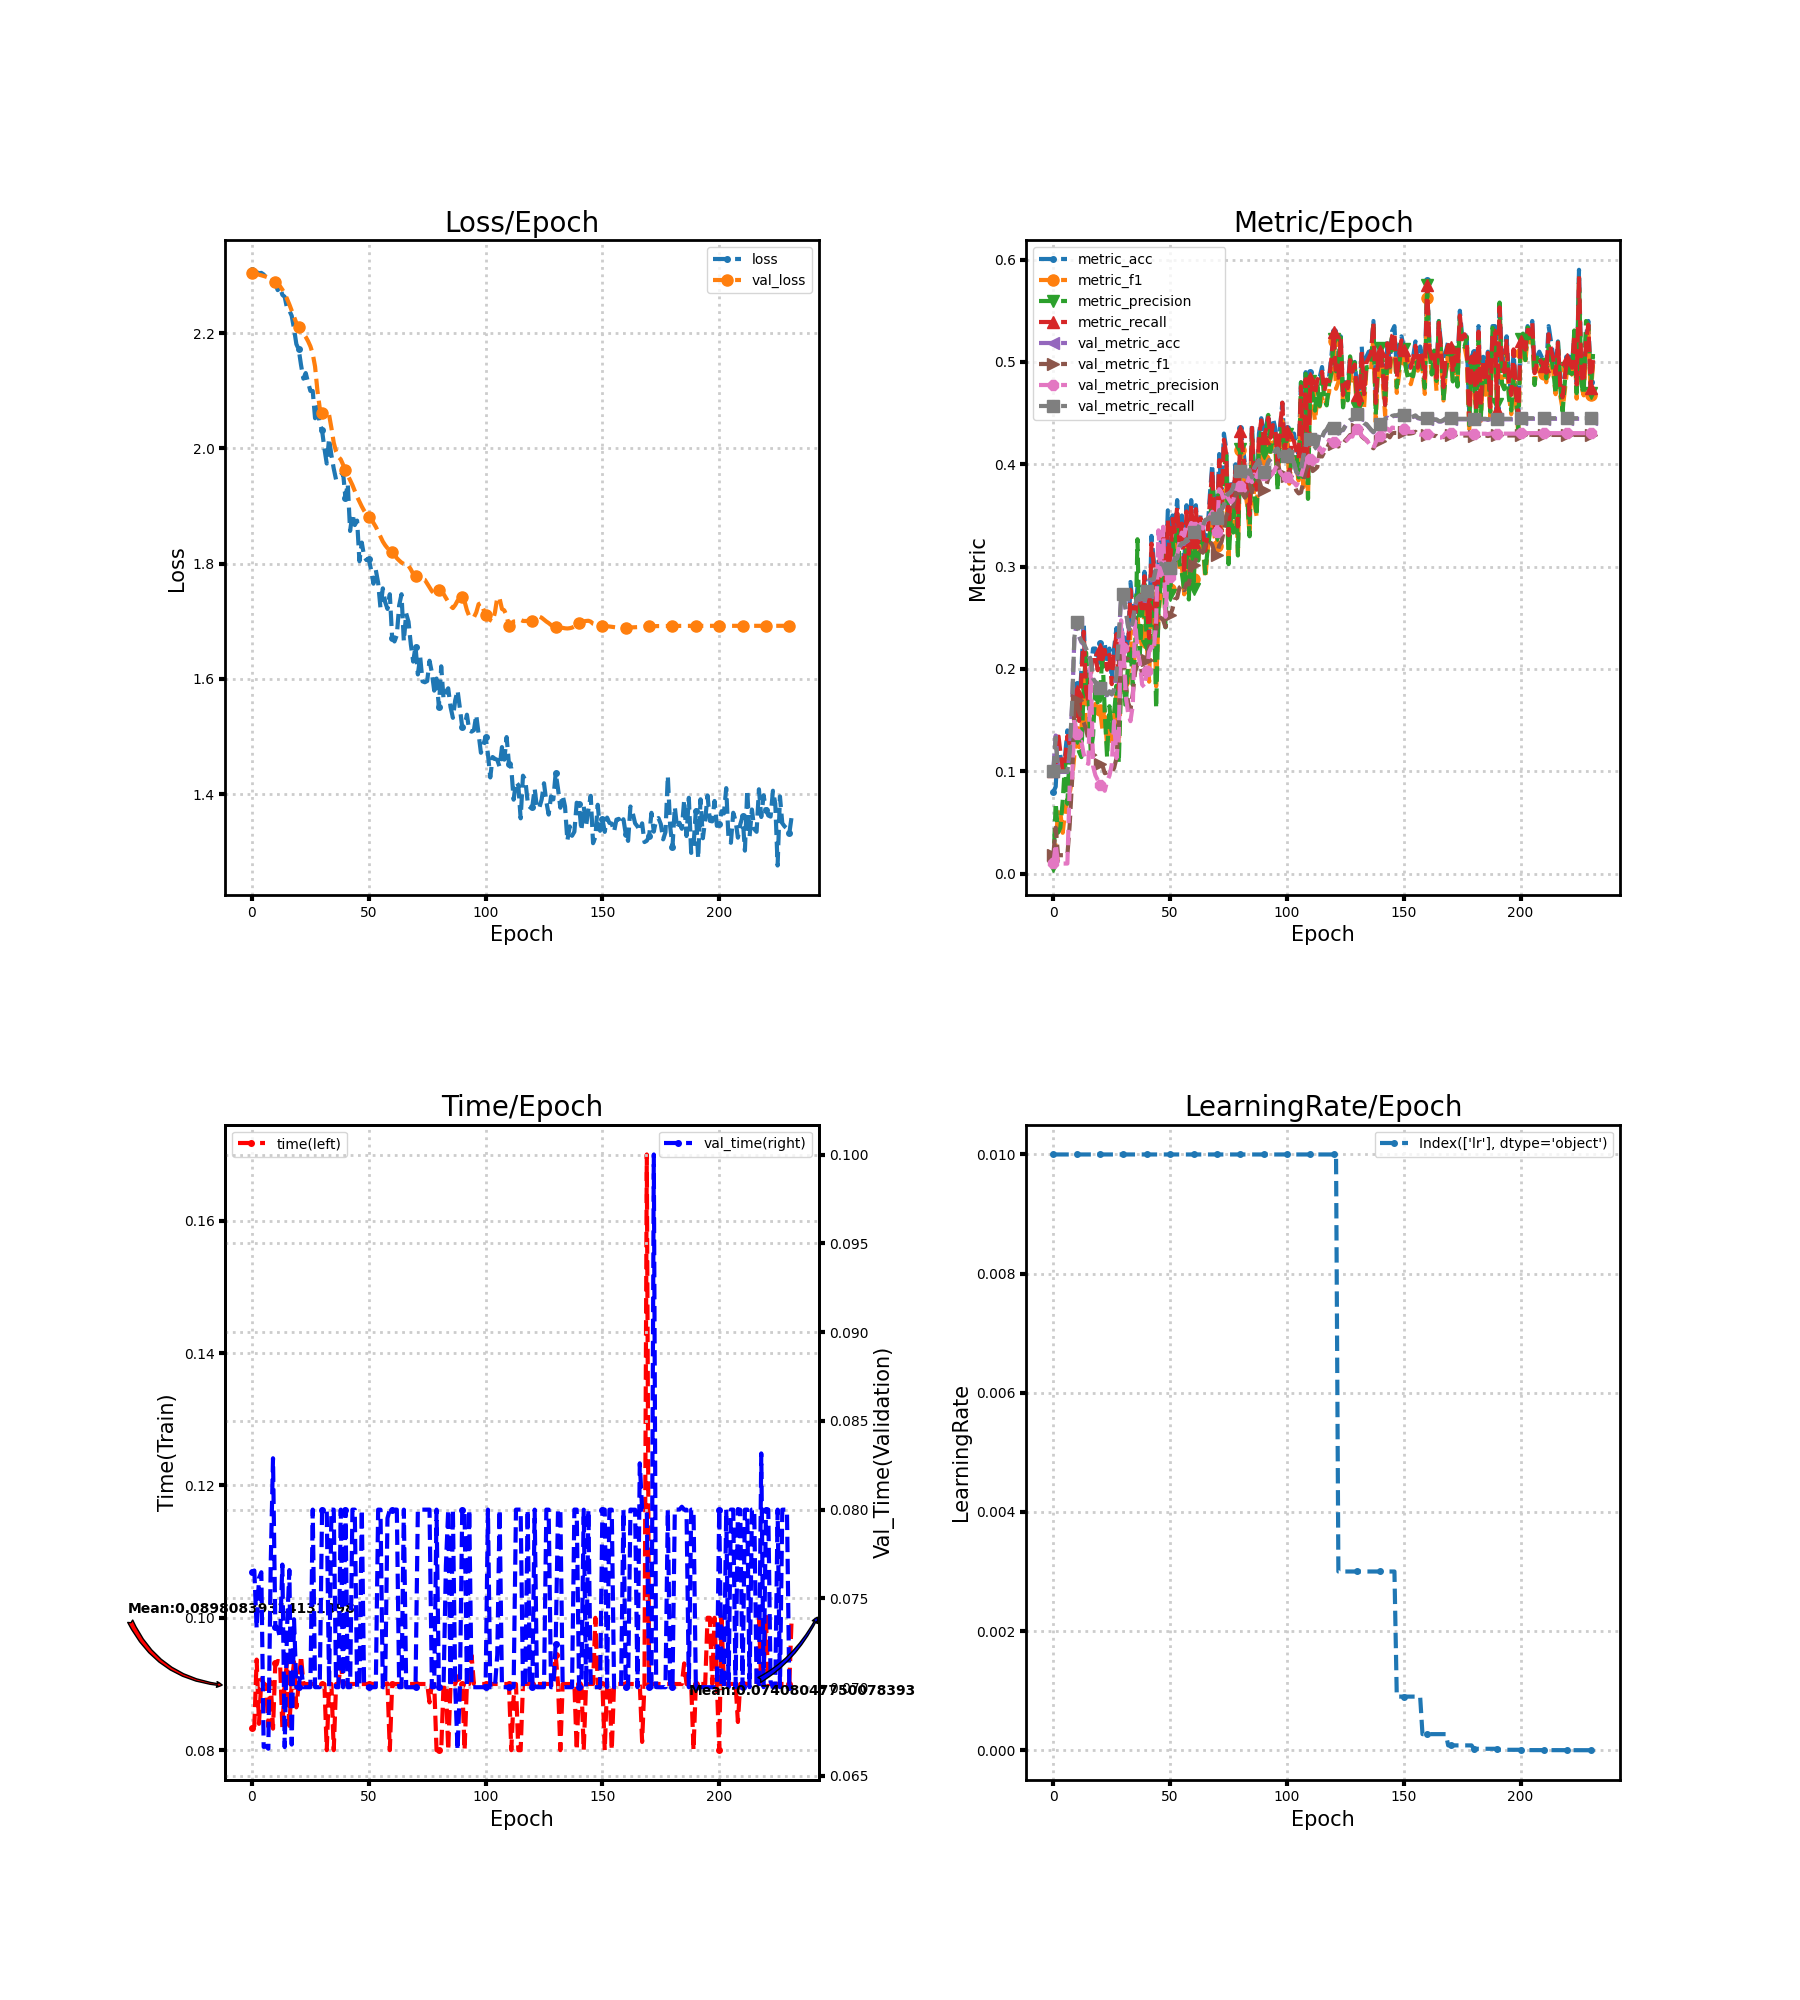 Loss/Epoch
loss
val_loss
2.2
2.0
1.8
1.6
1.4
Loss
0
50
100
150
200
Epoch
Metric/Epoch
metric_acc
metric_f1
metric_precision
metric_recall
val_metric_acc
val_metric_f1
val_metric_precision
val_metric_recall
0.6
0.5
0.4
0.3
0.2
0.1
0.0
Metric
0
50
100
150
200
Epoch
Time/Epoch
time(left)
val_time(right)
0.16
0.14
0.12
0.10
0.08
Time(Train)
0.100
0.095
0.090
0.085
0.080
0.075
0.070
0.065
Val_Time(Validation)
Mean:0.07408047750078393
0
50
100
150
200
Epoch
LearningRate/Epoch
Index(['lr'], dtype='object')
0.010
0.008
0.006
0.004
0.002
0.000
LearningRate
0
50
100
150
200
Epoch